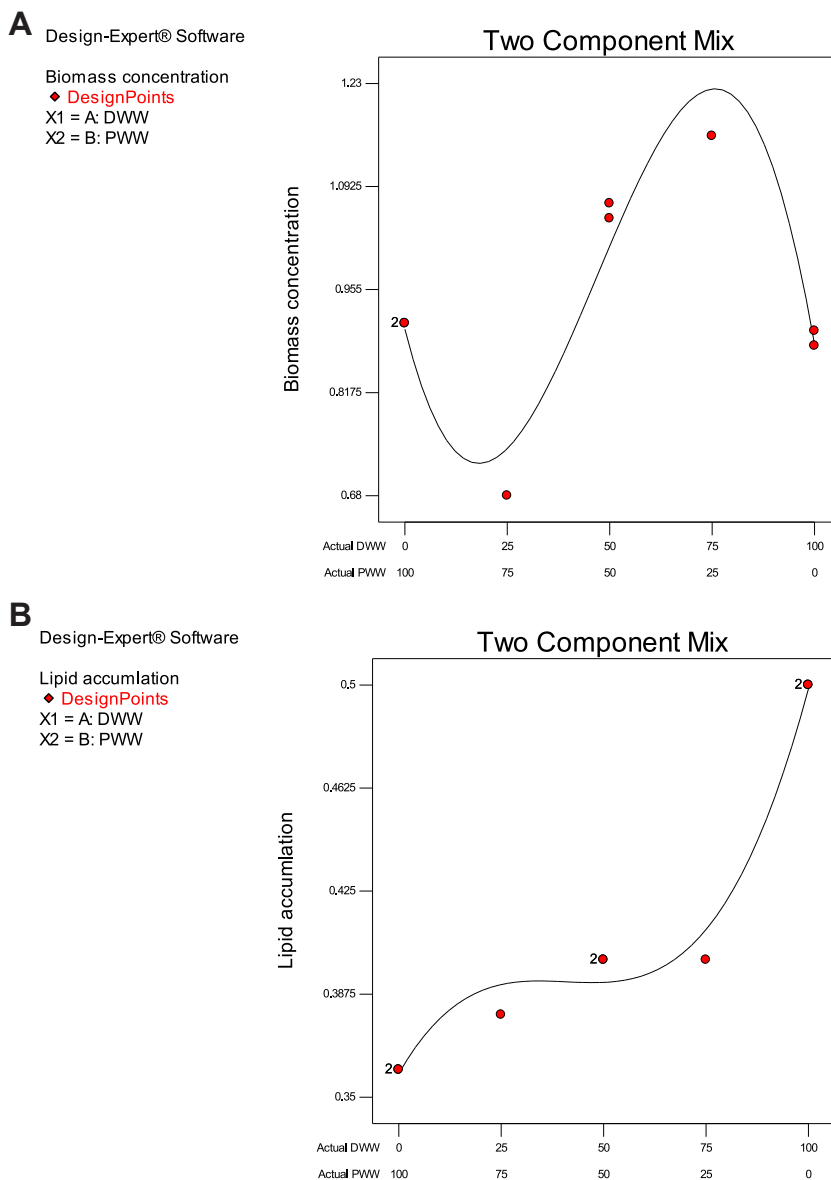 A
Design-Expert® Software
Biomass concentration
DesignPoints
X1 = A: DWW
X2 = B: PWW
Two Component Mix
Biomass concentration
1.23
1.0925
0.955
0.8175
0.68
2
Actual DWW 0 25 50 75 100
Actual PWW 100 75 50 25 0
B
Design-Expert® Software
Lipid accumlation
DesignPoints
X1 = A: DWW
X2 = B: PWW
Two Component Mix
Lipid accumlation
0.5
0.4625
0.425
0.3875
0.35
2
2
2
Actual DWW 0 25 50 75 100
Actual PWW 100 75 50 25 0